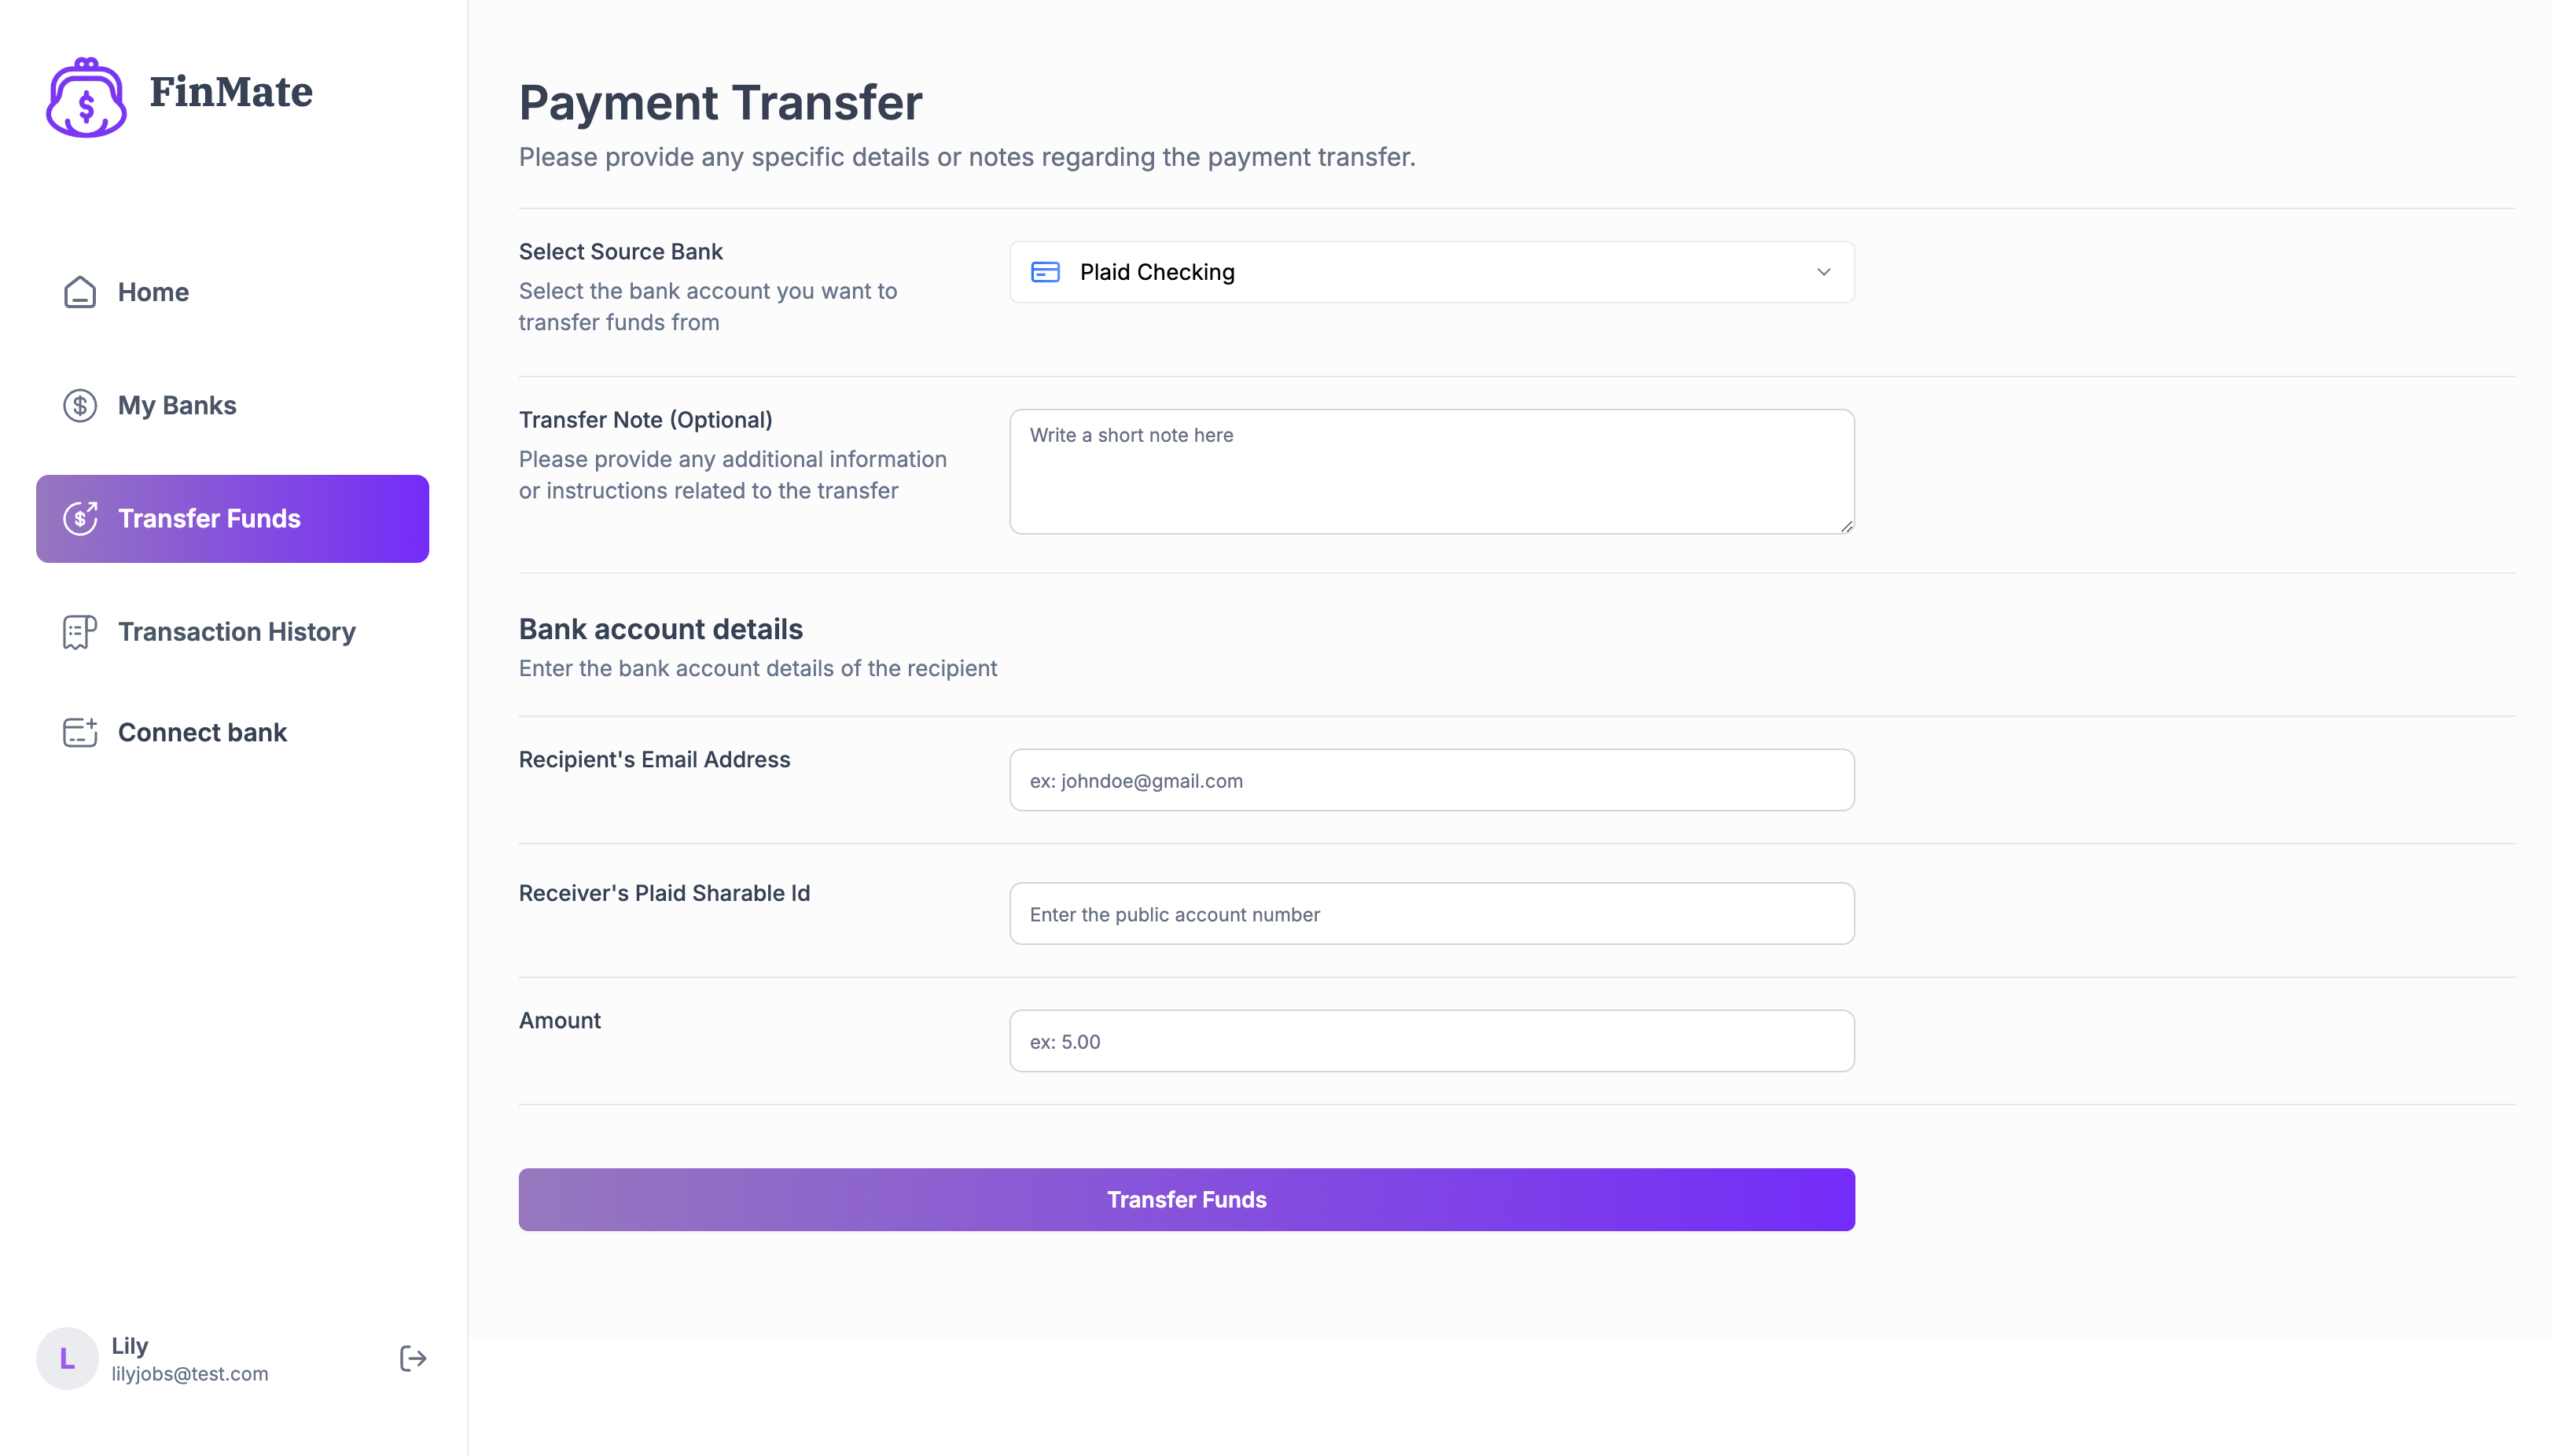 FinMate
Home
My Banks
Transfer Funds
Transaction History
Connect bank
L
Lily
lilyjobs@test.com
Payment Transfer
Please provide any specific details or notes regarding the payment transfer.
Select Source Bank
Select the bank account you want to
transfer funds from
Plaid Checking
Transfer Note (Optional)
Please provide any additional information
or instructions related to the transfer
Write a short note here
Bank account details
Enter the bank account details of the recipient
Recipient's Email Address
ex: johndoe@gmail.com
Receiver's Plaid Sharable Id
Enter the public account number
Amount
ex: 5.00
Transfer Funds